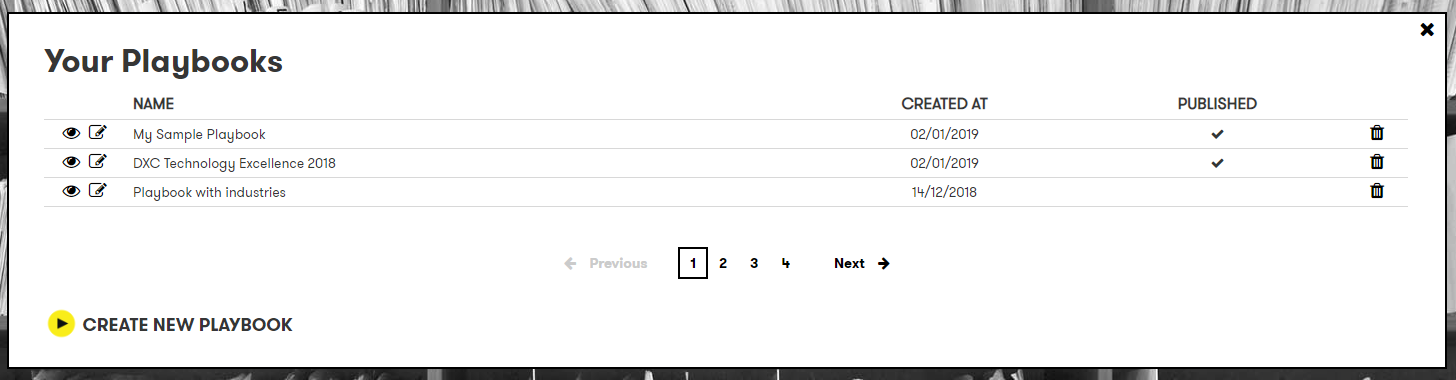 Your Playbooks
NAME CREATED AT PUBLISHED
My Sample Playbook 02/01/2019
DXC Technology Excellence 2018 02/01/2019
Playbook with industries 14/12/2018
Previous 1 2 3 4 Next
CREATE NEW PLAYBOOK